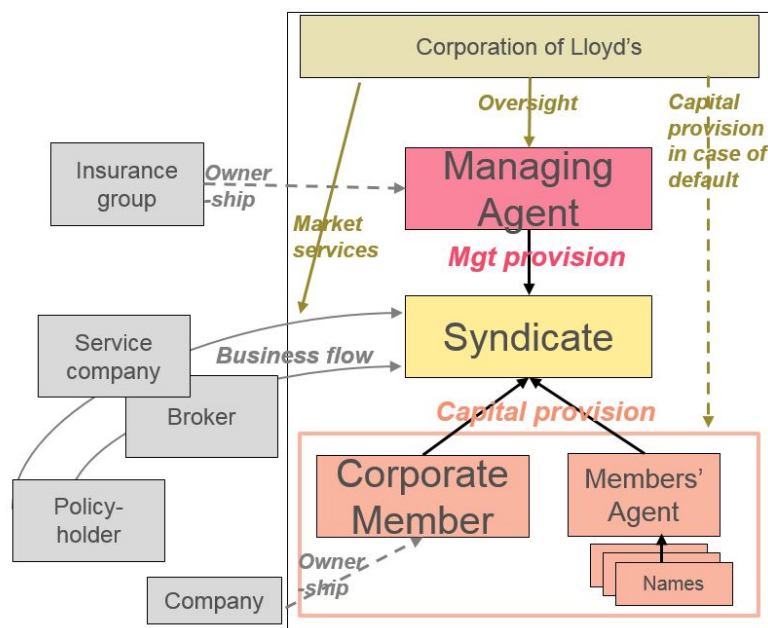 Corporation of Lloyd's
Oversight
Capital
provision
in case of
default
Insurance
group
Owner
-ship
Managing
Agent
Market
services
Mgt provision
Service
company
Business flow
Syndicate
Broker
Capital provision
Policy-
holder
Corporate
Member
Members'
Agent
Owner
-ship
Company
Names